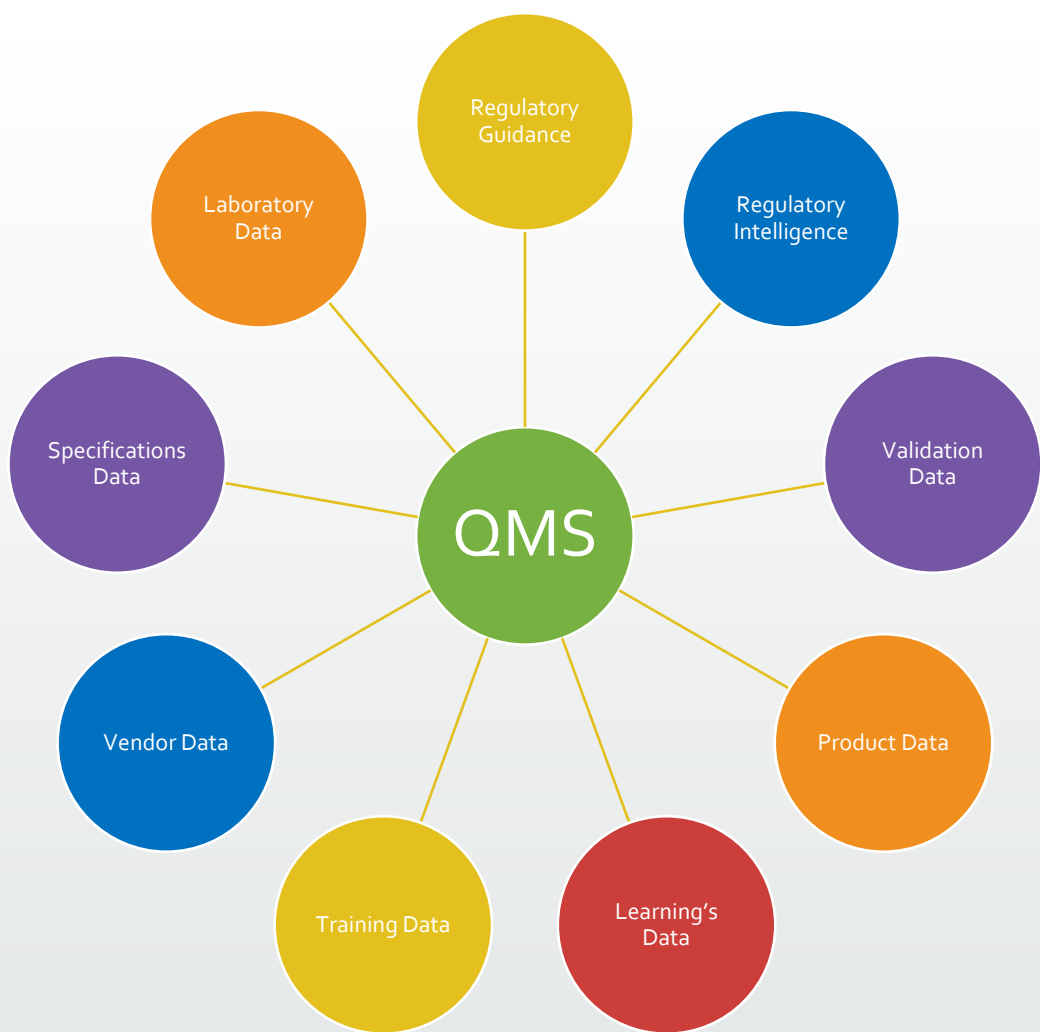 Regulatory
Guidance
Laboratory
Data
Regulatory
Intelligence
Specifications
Data
Validation
Data
QMS
Vendor Data
Product Data
Training Data
Learning’s
Data